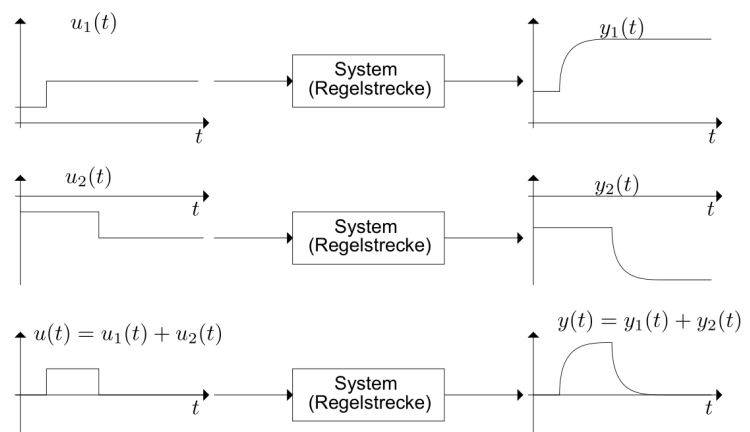 u₁(t)
y₁(t)
System
(Regelstrecke)
t
t
u₂(t)
y₂(t)
t
t
System
(Regelstrecke)
u(t) = u₁(t) + u₂(t)
y(t) = y₁(t) + y₂(t)
System
(Regelstrecke)
t
t